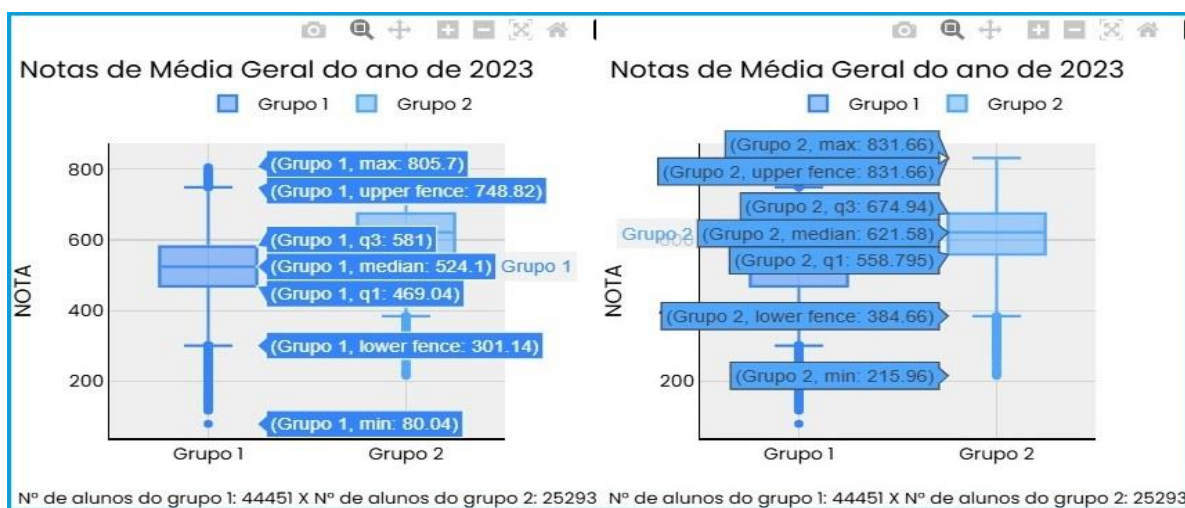 Notas de Média Geral do ano de 2023
Grupo 1 Grupo 2
800
(Grupo 1, max: 805.7)
(Grupo 1, upper fence: 748.82)
600
(Grupo 1, q3: 581)
(Grupo 1, median: 524.1) Grupo 1
(Grupo 1, q1: 469.04)
NOTA
400
(Grupo 1, lower fence: 301.14)
200
(Grupo 1, min: 80.04)
Grupo 1 Grupo 2
Nº de alunos do grupo 1: 44451 X Nº de alunos do grupo 2: 25293
Notas de Média Geral do ano de 2023
Grupo 1 Grupo 2
(Grupo 2, max: 831.66)
(Grupo 2, upper fence: 831.66)
(Grupo 2, q3: 674.94)
Grupo 2 (Grupo 2, median: 621.58)
(Grupo 2, q1: 558.795)
NOTA
(Grupo 2, lower fence: 384.66)
200
(Grupo 2, min: 215.96)
Grupo 1 Grupo 2
Nº de alunos do grupo 1: 44451 X Nº de alunos do grupo 2: 25293